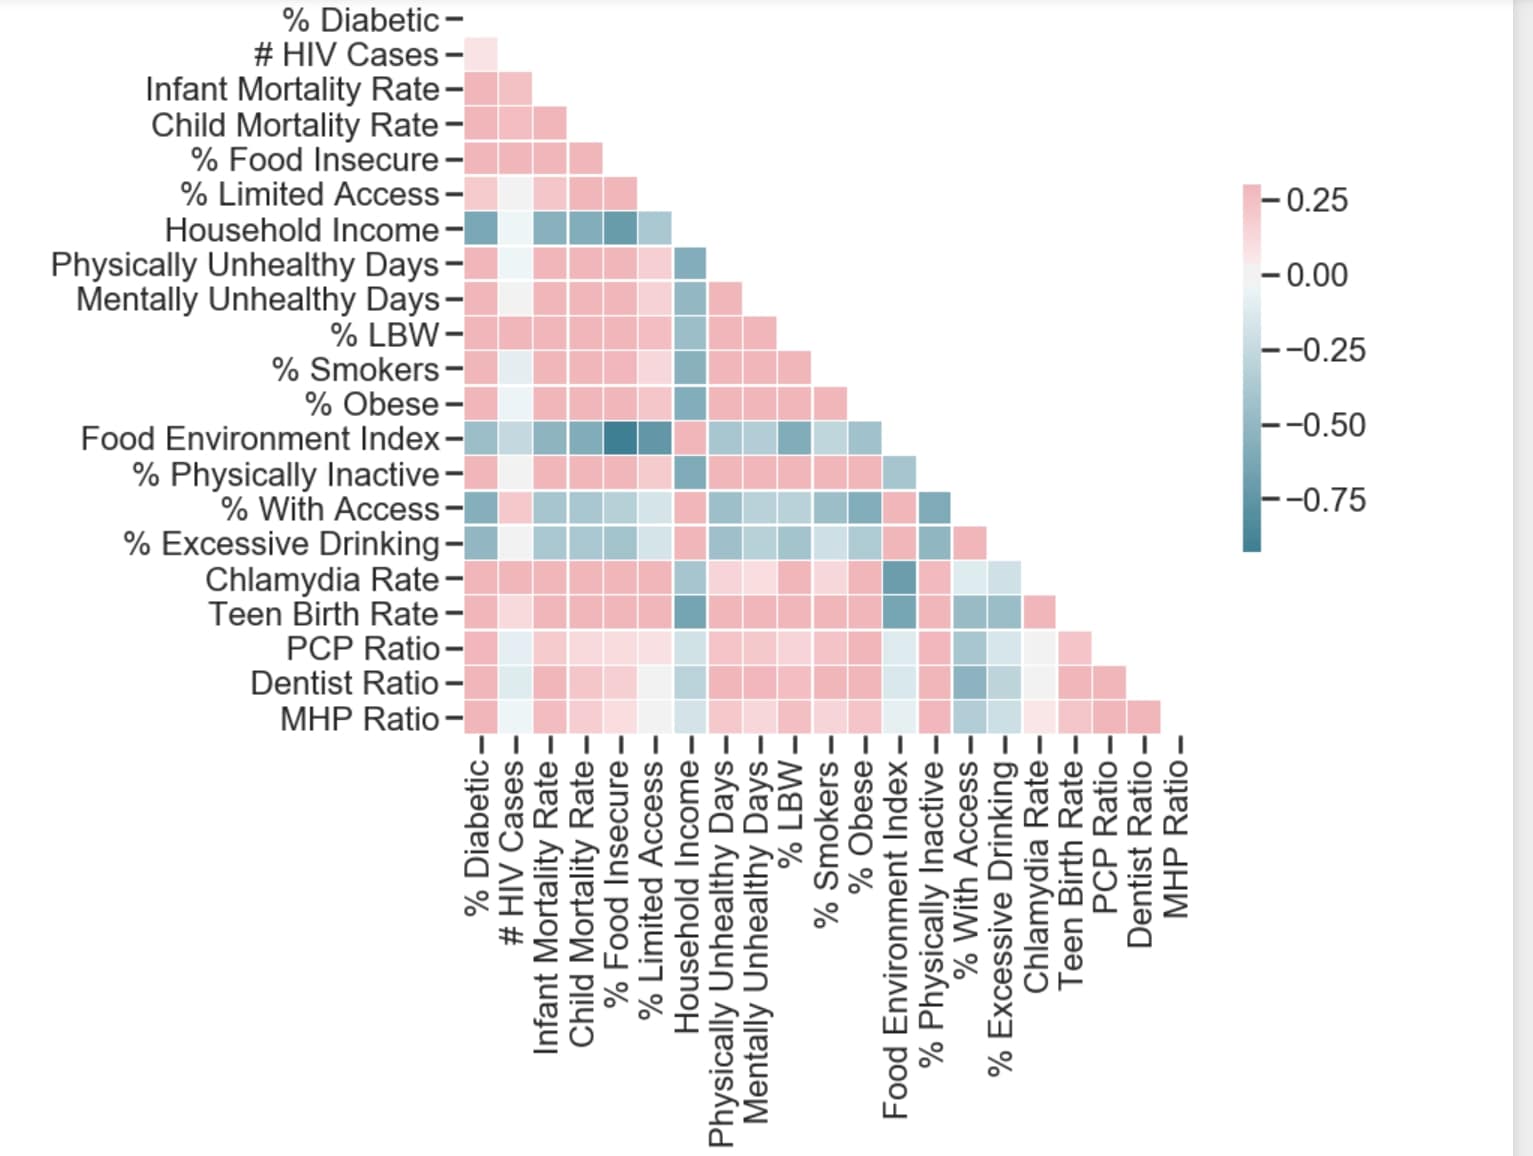 % Diabetic
# HIV Cases
Infant Mortality Rate
Child Mortality Rate
% Food Insecure
% Limited Access
Household Income
Physically Unhealthy Days
Mentally Unhealthy Days
% LBW
% Smokers
% Obese
Food Environment Index
% Physically Inactive
% With Access
% Excessive Drinking
Chlamydia Rate
Teen Birth Rate
PCP Ratio
Dentist Ratio
MHP Ratio
0.25
0.00
−0.25
−0.50
−0.75
% Diabetic
# HIV Cases
Infant Mortality Rate
Child Mortality Rate
% Food Insecure
% Limited Access
Household Income
Physically Unhealthy Days
Mentally Unhealthy Days
% LBW
% Smokers
% Obese
Food Environment Index
% Physically Inactive
% With Access
% Excessive Drinking
Chlamydia Rate
Teen Birth Rate
PCP Ratio
Dentist Ratio
MHP Ratio